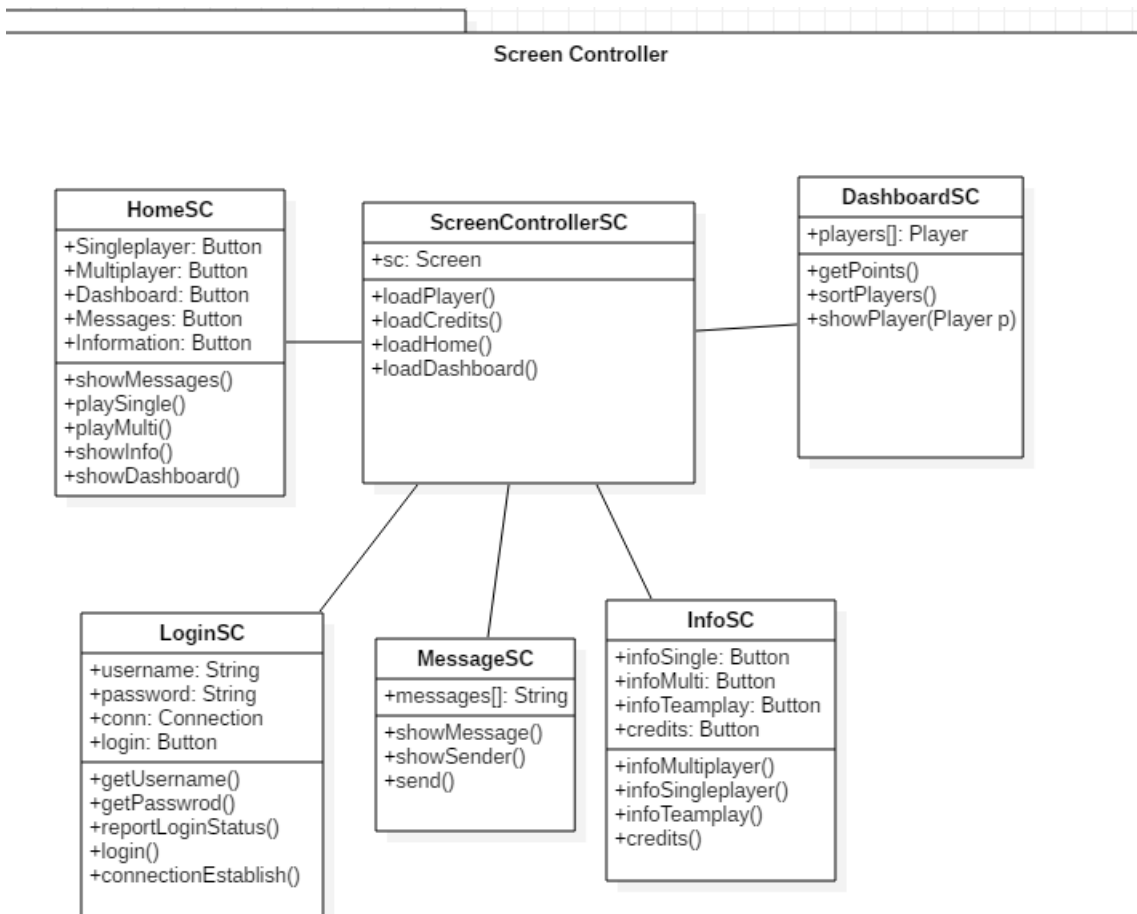 Screen Controller
HomeSC
+Singleplayer: Button
+Multiplayer: Button
+Dashboard: Button
+Messages: Button
+Information: Button
+showMessages()
+playSingle()
+playMulti()
+showInfo()
+showDashboard()
ScreenControllerSC
+sc: Screen
+loadPlayer()
+loadCredits()
+loadHome()
+loadDashboard()
DashboardSC
+players[]: Player
+getPoints()
+sortPlayers()
+showPlayer(Player p)
LoginSC
+username: String
+password: String
+conn: Connection
+login: Button
+getUsername()
+getPasswrod()
+reportLoginStatus()
+login()
+connectionEstablish()
MessageSC
+messages[]: String
+showMessage()
+showSender()
+send()
InfoSC
+infoSingle: Button
+infoMulti: Button
+infoTeamplay: Button
+credits: Button
+infoMultiplayer()
+infoSingleplayer()
+infoTeamplay()
+credits()